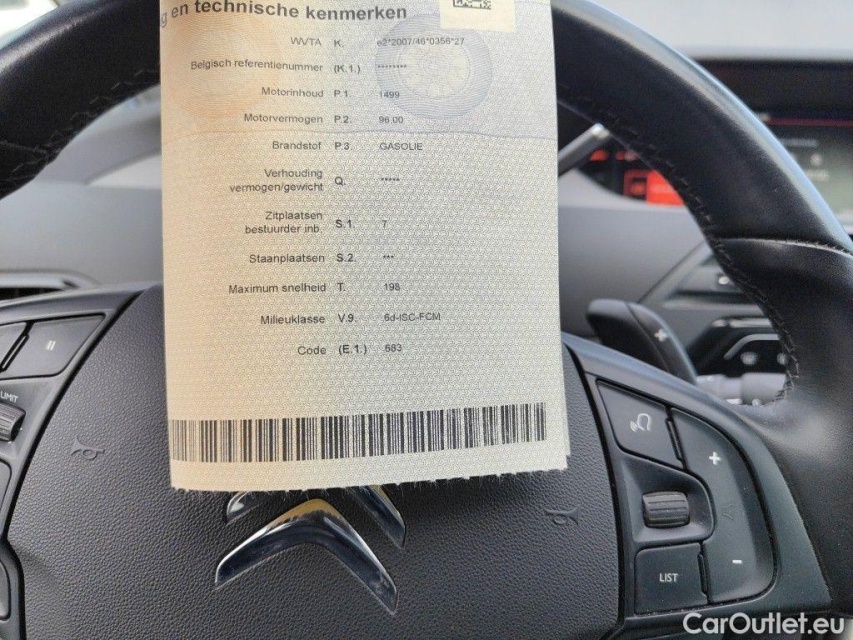 g en technische kenmerken
WVTA K. e2*2007/46*0356*27
Belgisch referentienummer (K.1.) ********
Motorinhoud P.1. 1499
Motorvermogen P.2. 96.00
Brandstof P.3. GASOLIE
Verhouding
vermogen/gewicht Q. *****
Zitplaatsen
bestuurder inb. S.1. 7
Staanplaatsen S.2. ***
Maximum snelheid T. 198
Milieuklasse V.9. 6d-ISC-FCM
Code (E.1.) 683
LIMIT
+
+
-
LIST
CarOutlet.eu